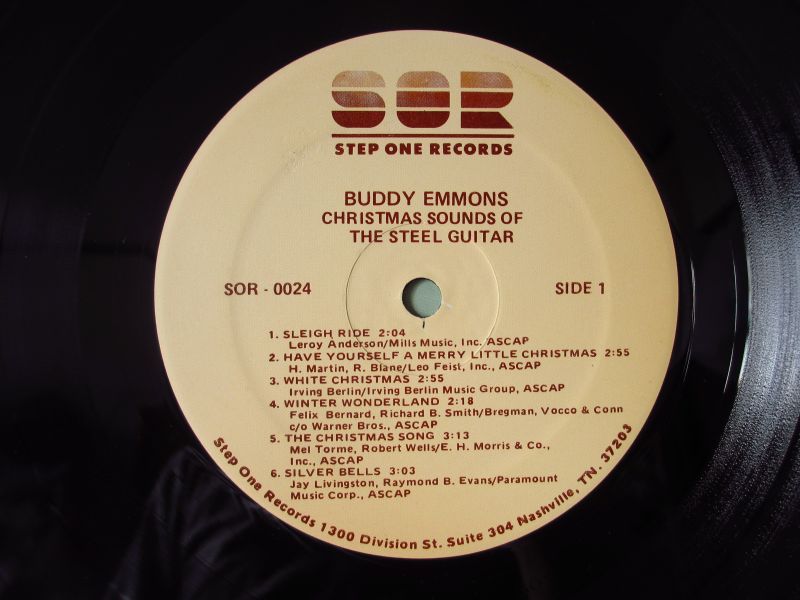 SOR
STEP ONE RECORDS
BUDDY EMMONS
CHRISTMAS SOUNDS OF
THE STEEL GUITAR
SOR - 0024
SIDE 1
1. SLEIGH RIDE 2:04
Leroy Anderson/Mills Music, Inc. ASCAP
2. HAVE YOURSELF A MERRY LITTLE CHRISTMAS 2:55
H. Martin, R. Blane/Leo Feist, Inc., ASCAP
3. WHITE CHRISTMAS 2:55
Irving Berlin/Irving Berlin Music Group, ASCAP
4. WINTER WONDERLAND 2:18
Felix Bernard, Richard B. Smith/Bregman, Vocco & Conn
c/o Warner Bros., ASCAP
5. THE CHRISTMAS SONG 3:13
Mel Torme, Robert Wells/E. H. Morris & Co.,
Inc., ASCAP
6. SILVER BELLS 3:03
Jay Livingston, Raymond B. Evans/Paramount
Music Corp., ASCAP
Step One Records 1300 Division St. Suite 304 Nashville, TN. 37203